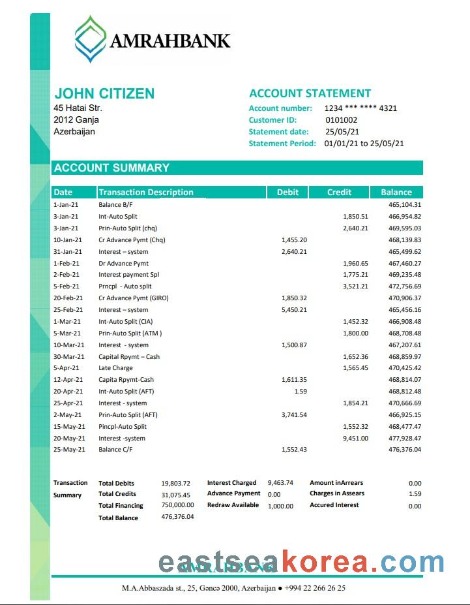 AMRAHBANK
JOHN CITIZEN
45 Hatai Str.
2012 Ganja
Azerbaijan
ACCOUNT STATEMENT
Account number: 1234 *** **** 4321
Customer ID: 0101002
Statement date: 25/05/21
Statement Period: 01/01/21 to 25/05/21
ACCOUNT SUMMARY
Date Transaction Description Debit Credit Balance
1-Jan-21 Balance B/F 465,104.31
3-Jan-21 Int-Auto Split 1,850.51 466,954.82
3-Jan-21 Prin-Auto Split (chq) 2,640.21 469,595.03
10-Jan-21 Cr Advance Pymt (Chq) 1,455.20 468,139.83
31-Jan-21 Interest – system 2,640.21 465,499.62
1-Feb-21 Dr Advance Pymt 1,960.65 467,460.27
2-Feb-21 Interest payment Spl 1,775.21 469,235.48
5-Feb-21 Prncpl - Auto split 3,521.21 472,756.69
20-Feb-21 Cr Advance Pymt (GIRO) 1,850.32 470,906.37
25-Feb-21 Interest – system 5,450.21 465,456.16
1-Mar-21 Int-Auto Split (CIA) 1,452.32 466,908.48
5-Mar-21 Prin-Auto Split (ATM ) 1,800.00 468,708.48
10-Mar-21 Interest - system 1,500.87 467,207.61
30-Mar-21 Capital Rpymt – Cash 1,652.36 468,859.97
5-Apr-21 Late Charge 1,565.45 470,425.42
12-Apr-21 Capita Rpymt-Cash 1,611.35 468,814.07
20-Apr-21 Int-Auto Split (AFT) 1.59 468,812.48
25-Apr-21 Interest - system 1,854.21 470,666.69
2-May-21 Prin-Auto Split (AFT) 3,741.54 466,925.15
15-May-21 Pincpl-Auto Split 1,552.32 468,477.47
20-May-21 Interest -system 9,451.00 477,928.47
25-May-21 Balance C/F 1,552.43 476,376.04
Transaction Total Debits 19,803.72 Interest Charged 9,463.74 Amount inArrears 0.00
Summary Total Credits 31,075.45 Advance Payment 0.00 Charges in Assears 1.59
Total Financing 750,000.00 Redraw Available 1,000.00 Accured Interest 0.00
Total Balance 476,376.04
AMRAHBANK
eastseakorea.com
M.A.Abbaszada st., 25, Gəncə 2000, Azerbaijan ● +994 22 266 26 25